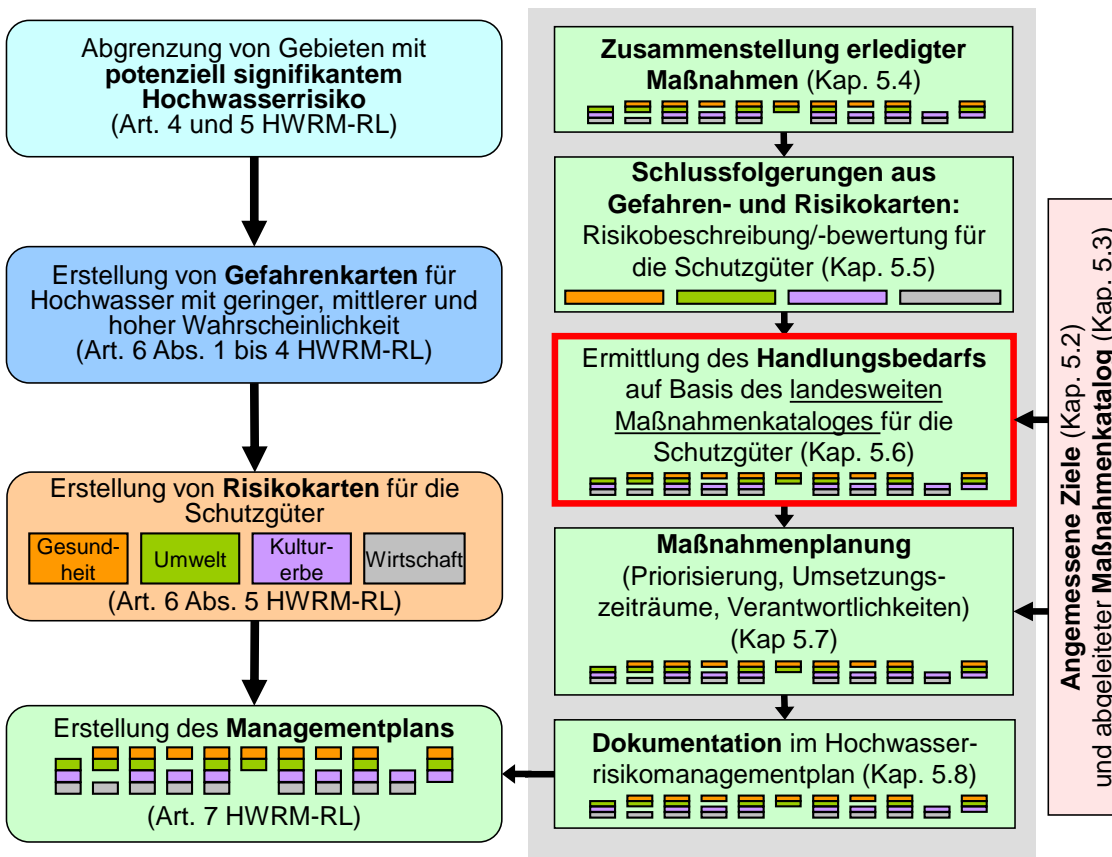 Abgrenzung von Gebieten mit
potenziell signifikantem
Hochwasserrisiko
(Art. 4 und 5 HWRM-RL)
Erstellung von Gefahrenkarten für
Hochwasser mit geringer, mittlerer und
hoher Wahrscheinlichkeit
(Art. 6 Abs. 1 bis 4 HWRM-RL)
Erstellung von Risikokarten für die
Schutzgüter
Gesund-
heit
Umwelt
Kultur-
erbe
Wirtschaft
(Art. 6 Abs. 5 HWRM-RL)
Erstellung des Managementplans
(Art. 7 HWRM-RL)
Zusammenstellung erledigter
Maßnahmen (Kap. 5.4)
Schlussfolgerungen aus
Gefahren- und Risikokarten:
Risikobeschreibung/-bewertung für
die Schutzgüter (Kap. 5.5)
Ermittlung des Handlungsbedarfs
auf Basis des landesweiten
Maßnahmenkataloges für die
Schutzgüter (Kap. 5.6)
Maßnahmenplanung
(Priorisierung, Umsetzungs-
zeiträume, Verantwortlichkeiten)
(Kap 5.7)
Dokumentation im Hochwasser-
risikomanagementplan (Kap. 5.8)
Angemessene Ziele (Kap. 5.2)
und abgeleiteter Maßnahmenkatalog (Kap. 5.3)